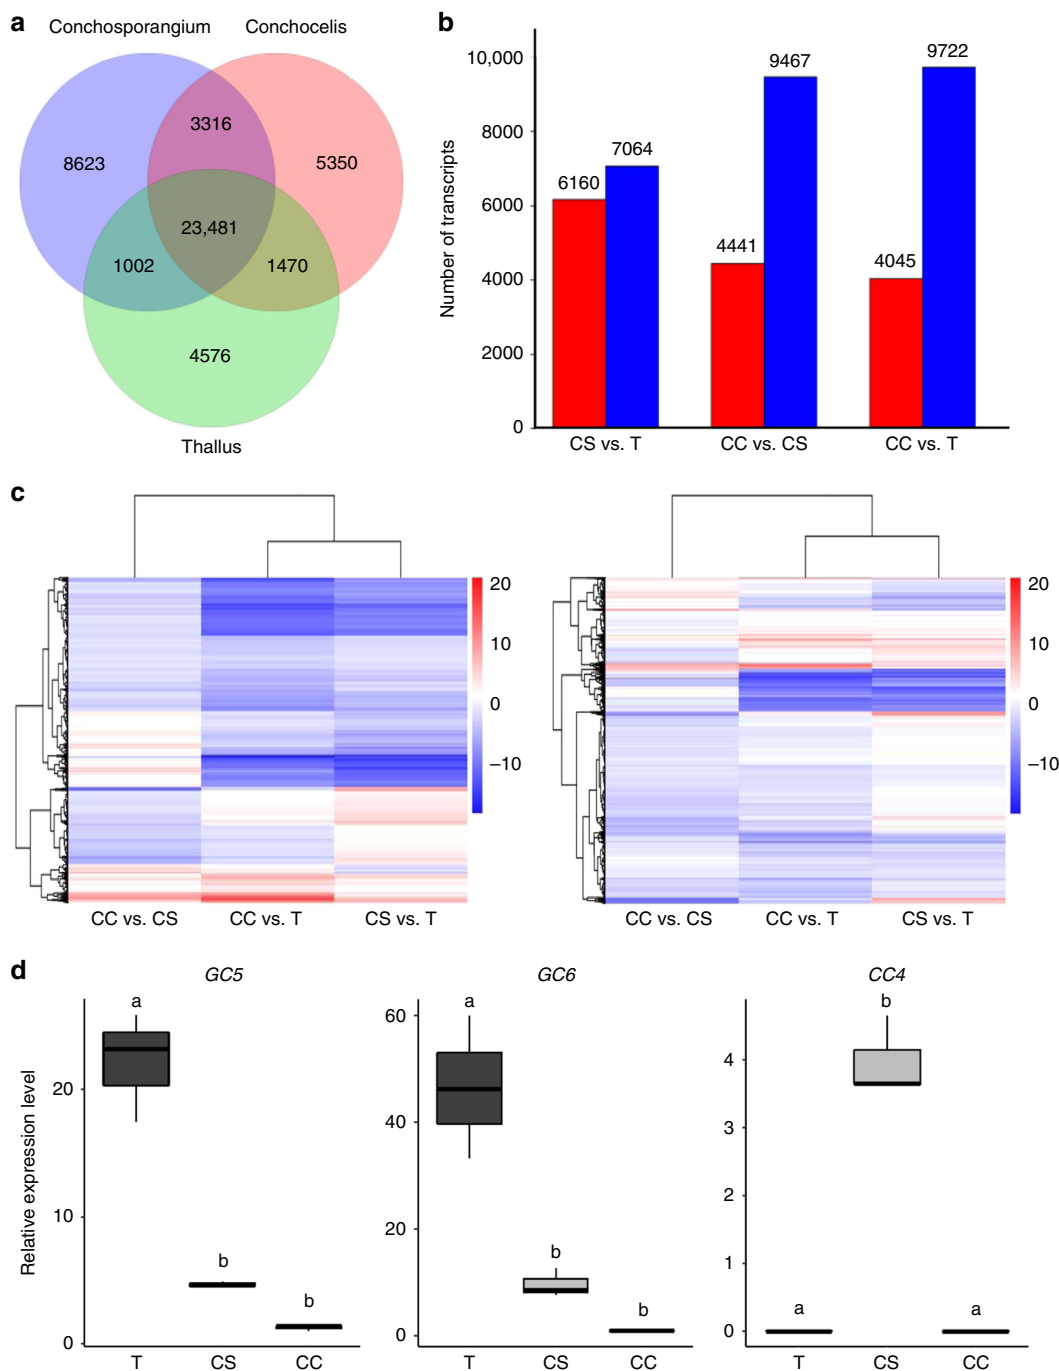 a
Conchosporangium Conchocelis
3316
8623
5350
23,481
1002
1470
4576
Thallus
b
Number of transcripts
10,000
8000
6000
4000
2000
0
6160
7064
4441
9467
4045
9722
CS vs. T
CC vs. CS
CC vs. T
c
20
10
0
–10
CC vs. CS
CC vs. T
CS vs. T
20
10
0
–10
CC vs. CS
CC vs. T
CS vs. T
d
GC5
Relative expression level
20
10
0
a
b
b
T
CS
CC
GC6
60
40
20
0
a
b
b
T
CS
CC
CC4
4
3
2
1
0
a
b
a
T
CS
CC